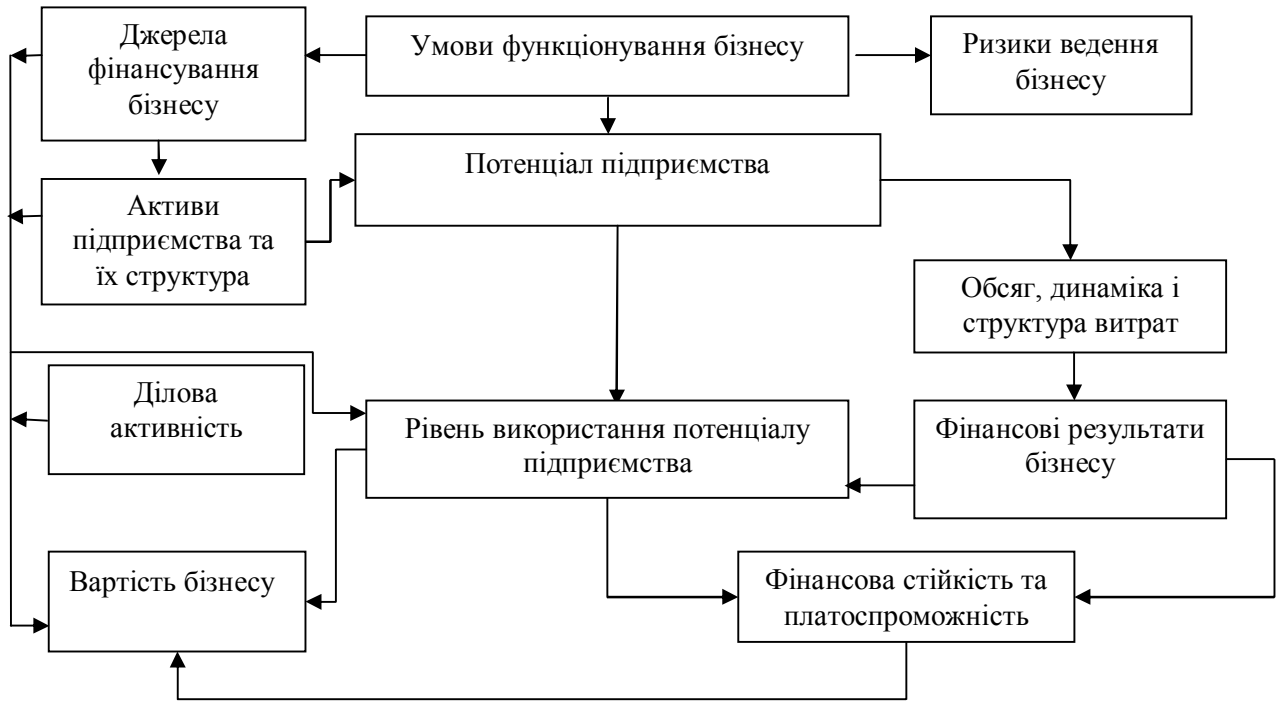 Джерела
фінансування
бізнесу
Умови функціонування бізнесу
Ризики ведення
бізнесу
Потенціал підприємства
Активи
підприємства та
їх структура
Обсяг, динаміка і
структура витрат
Ділова
активність
Рівень використання потенціалу
підприємства
Фінансові результати
бізнесу
Вартість бізнесу
Фінансова стійкість та
платоспроможність